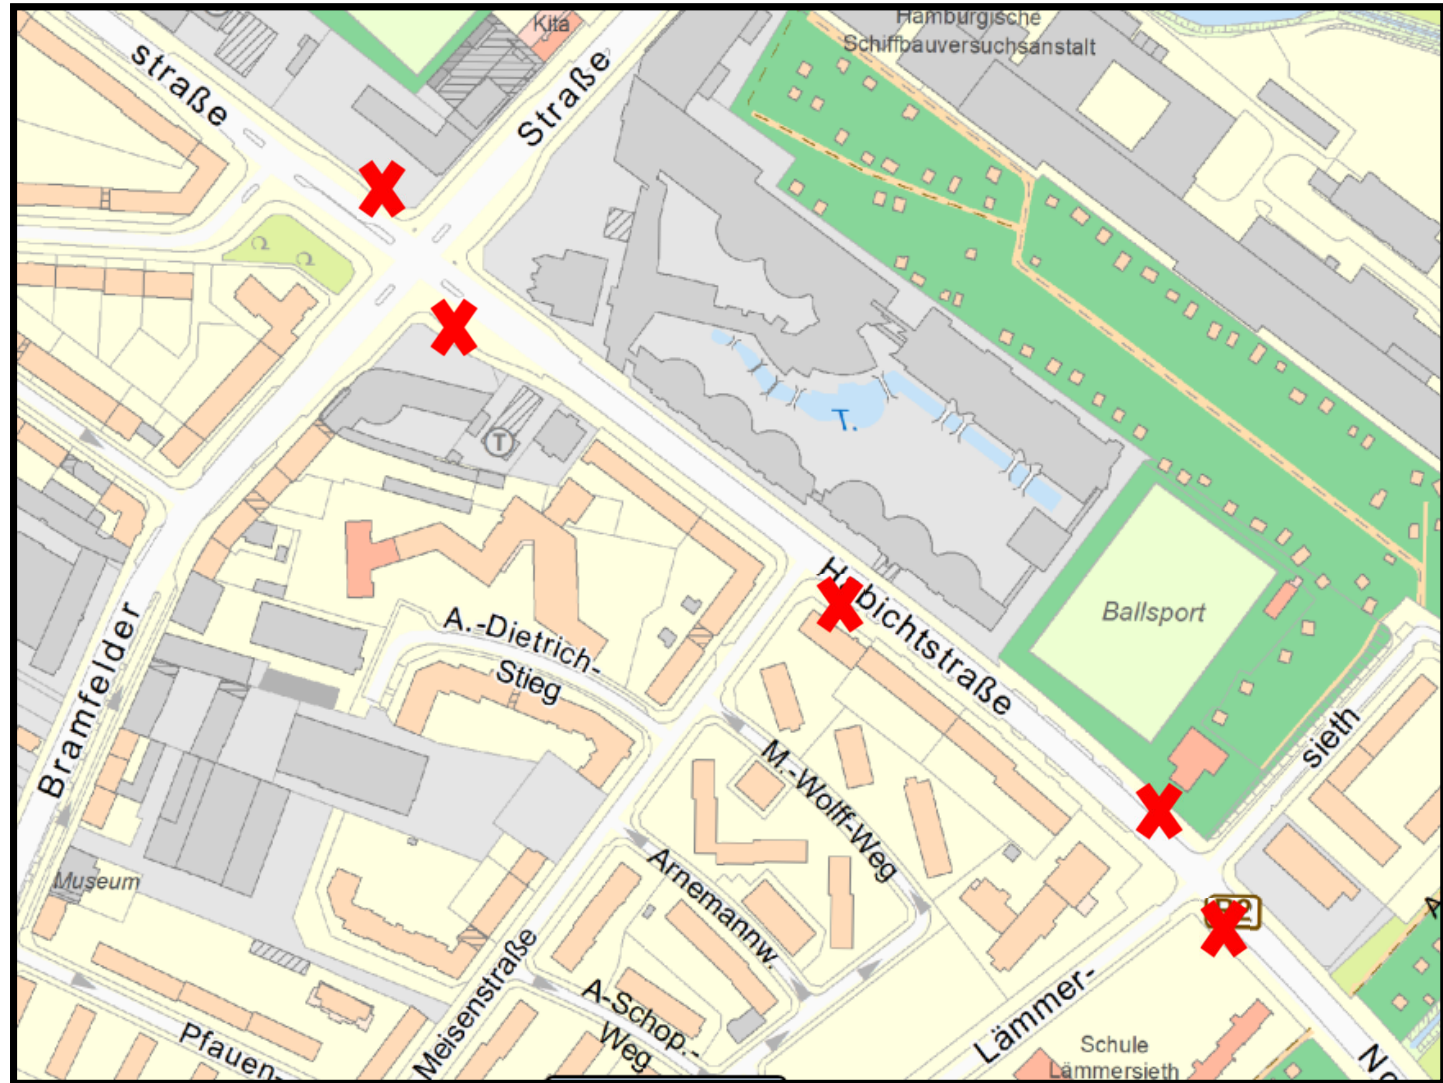 Hamburgische
Schiffbauversuchsanstalt
Kita
straße
Straße
T.
T
Habichtstraße
Ballsport
A.-Dietrich-
Stieg
Bramfelder
sieth
M.-Wolff-Weg
Arnemannw.
Museum
A-Schop.-
Weg
Meisenstraße
Pfauen-
Lämmer-
Schule
Lämmersieth